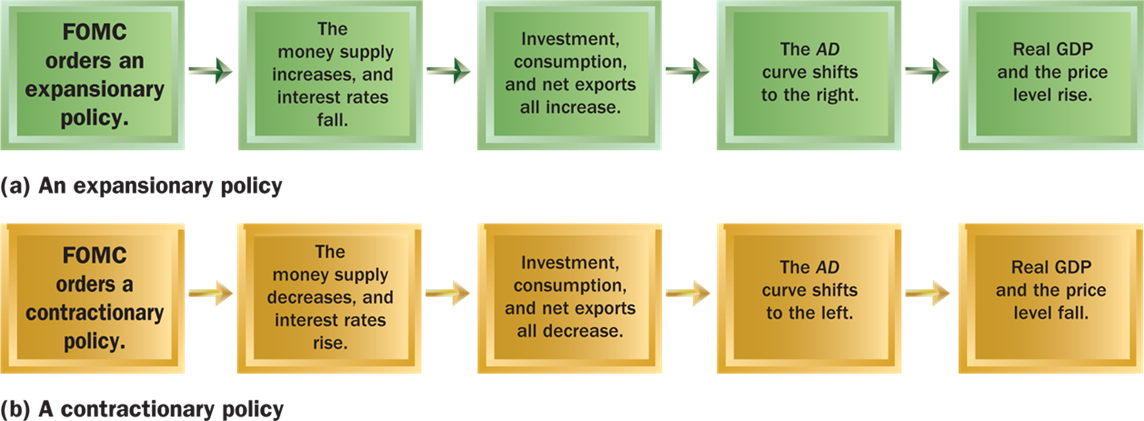 FOMC
orders an
expansionary
policy.
The
money supply
increases, and
interest rates
fall.
Investment,
consumption,
and net exports
all increase.
The AD
curve shifts
to the right.
Real GDP
and the price
level rise.
(a) An expansionary policy
FOMC
orders a
contractionary
policy.
The
money supply
decreases, and
interest rates
rise.
Investment,
consumption,
and net exports
all decrease.
The AD
curve shifts
to the left.
Real GDP
and the price
level fall.
(b) A contractionary policy